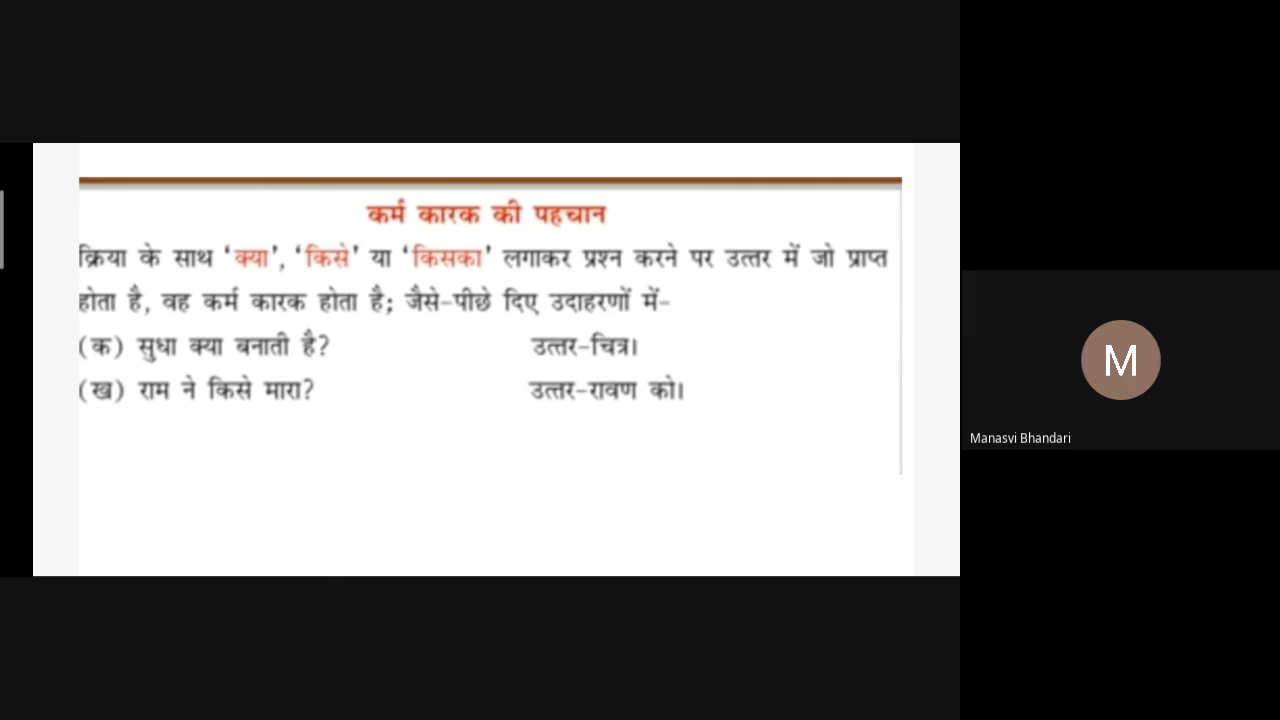 कर्म कारक की पहचान
क्रिया के साथ ‘क्या’, ‘किसे’ या ‘किसका’ लगाकर प्रश्न करने पर उत्तर में जो प्राप्त
होता है, वह कर्म कारक होता है; जैसे-पीछे दिए उदाहरणों में-
(क) सुधा क्या बनाती है? उत्तर-चित्र।
(ख) राम ने किसे मारा? उत्तर-रावण को।
M
Manasvi Bhandari